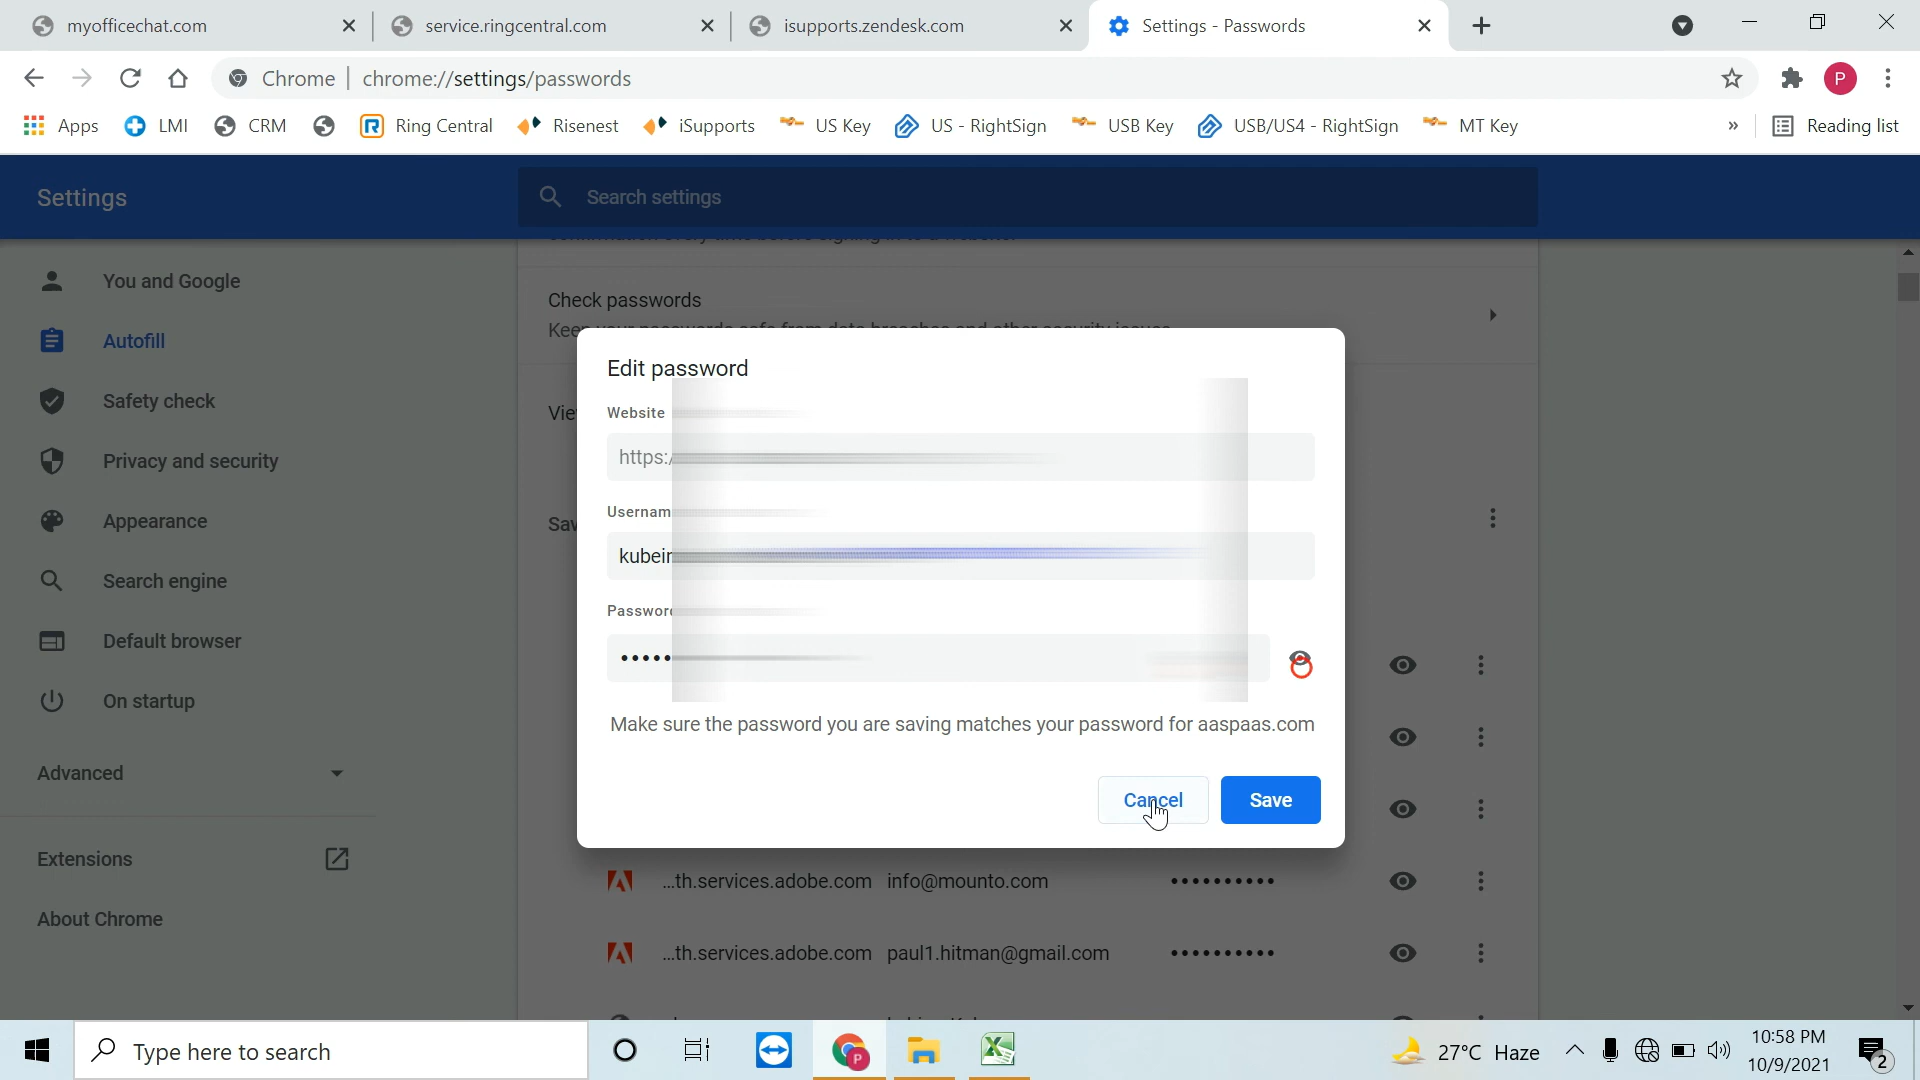 myofficechat.com
service.ringcentral.com
isupports.zendesk.com
Settings - Passwords
Chrome
chrome://settings/passwords
P
Apps
LMI
CRM
Ring Central
Risenest
iSupports
US Key
US - RightSign
USB Key
USB/US4 - RightSign
MT Key
»
Reading list
Settings
Search settings
You and Google
Autofill
Safety check
Privacy and security
Appearance
Search engine
Default browser
On startup
Advanced
Extensions
About Chrome
Check passwords
Edit password
Website
https:/
Usernam
kubein
Password
•••••
Make sure the password you are saving matches your password for aaspaas.com
Cancel
Save
...th.services.adobe.com info@mounto.com ••••••••••
...th.services.adobe.com paul1.hitman@gmail.com ••••••••••
Type here to search
P
27°C Haze
10:58 PM
10/9/2021
2